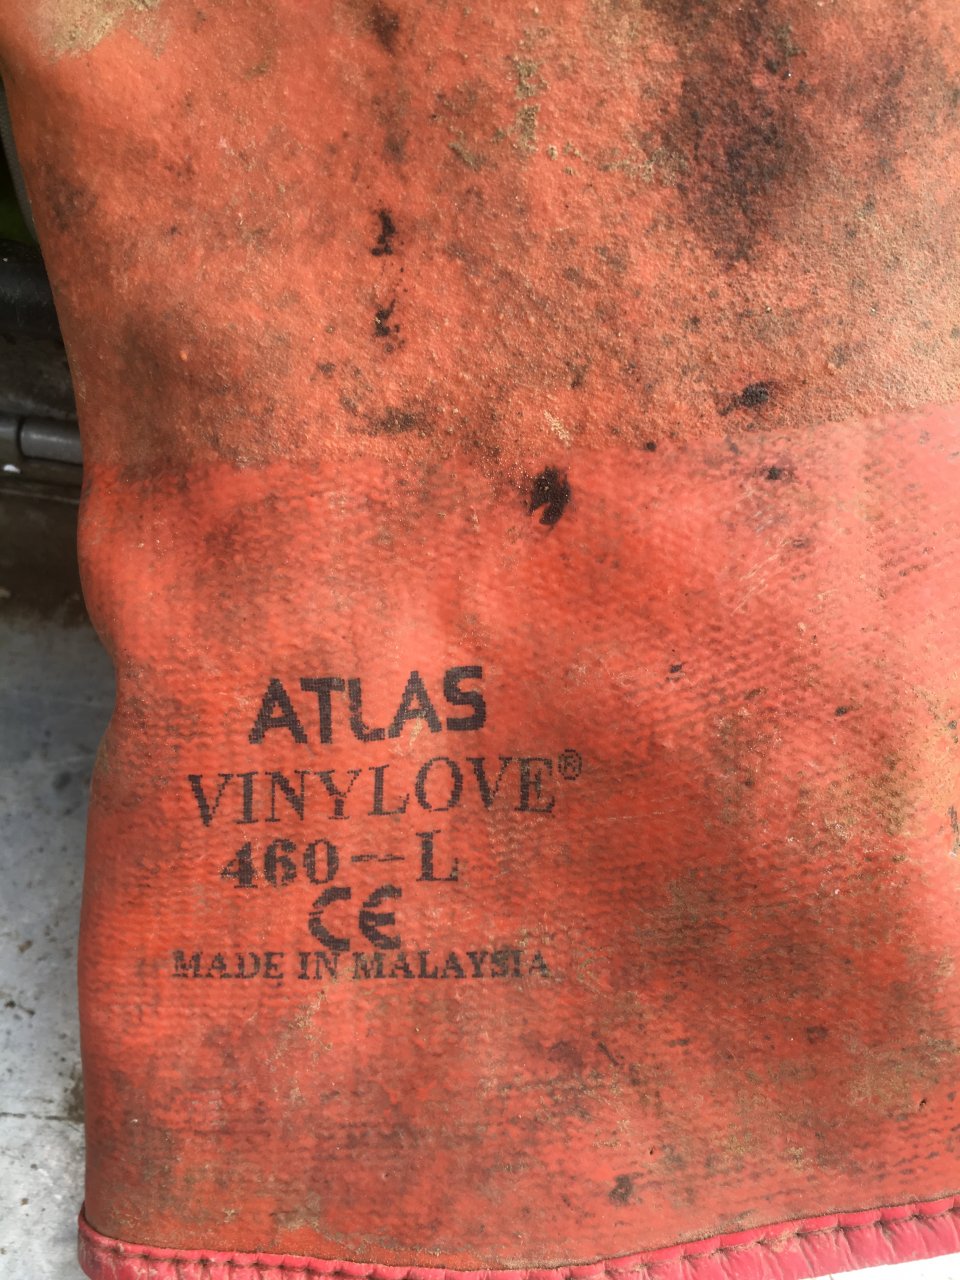 ATLAS
VINYLOVE®
460-L
CE
MADE IN MALAYSIA